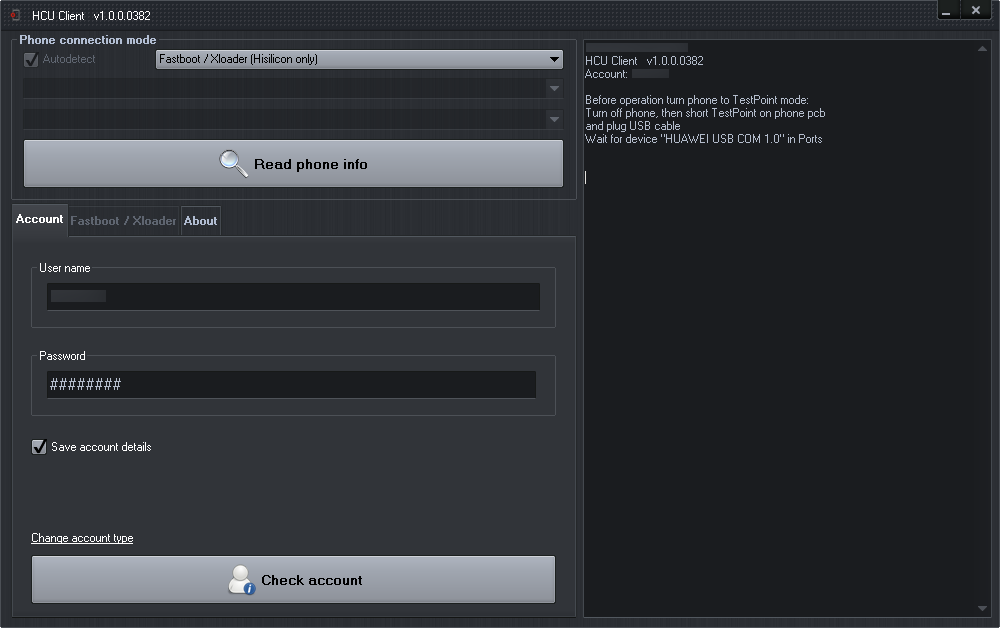 HCU Client v1.0.0.0382
Phone connection mode
Autodetect
Fastboot / Xloader (Hisilicon only)
Read phone info
Account
Fastboot / Xloader
About
User name
Password
########
Save account details
Change account type
Check account
HCU Client v1.0.0.0382
Account:
Before operation turn phone to TestPoint mode:
Turn off phone, then short TestPoint on phone pcb
and plug USB cable
Wait for device "HUAWEI USB COM 1.0" in Ports